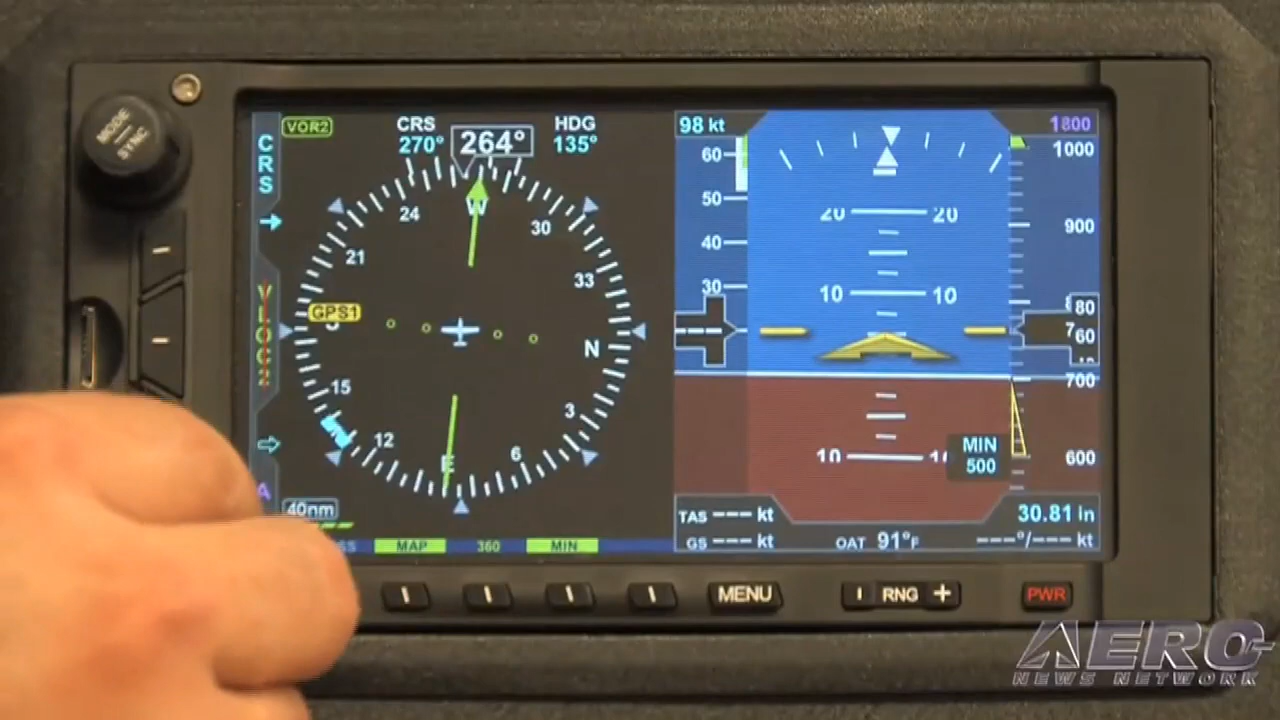 MODE
SYNC
CRS
VOR2
CRS
270°
264°
HDG
135°
W
24
30
21
33
GPS1
N
15
3
12
6
E
VLOC2
A
40nm
MAP
360
MIN
98 kt
60
50
40
30
---
20 20
10 10
10
1800
1000
900
80
760
700
600
MIN
500
TAS --- kt
GS --- kt
OAT 91°F
30.81 in
---°/--- kt
MENU
RNG +
PWR
AERO
NEWS NETWORK